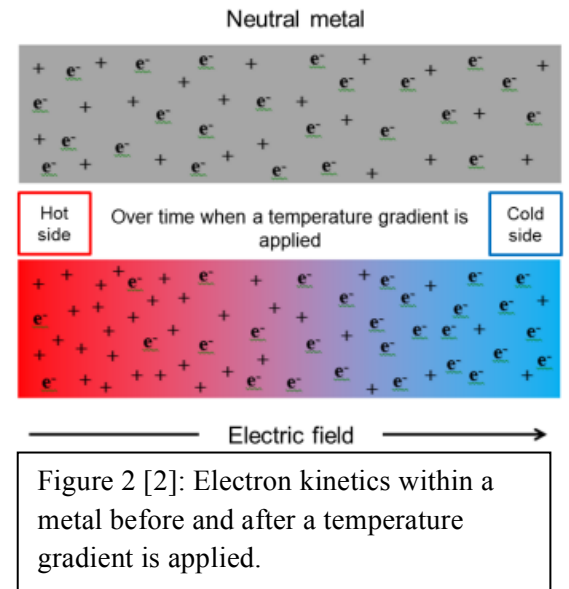 Neutral metal
+ e⁻ + e⁻ + e⁻ + e⁻ e⁻ + e⁻ + e⁻ e⁻ +
e⁻ + + e⁻ e⁻ e⁻ + + e⁻ e⁻ + e⁻
+ e⁻ e⁻ + e⁻ + e⁻ + + e⁻ e⁻ + + e⁻ +
Hot side
Over time when a temperature gradient is
applied
Cold side
+ + + + e⁻ + e⁻ + e⁻ e⁻ + e⁻ + e⁻ e⁻
e⁻ + + + + + + + e⁻ e⁻ e⁻ e⁻ + e⁻ + e⁻
+ + + + + e⁻ + e⁻ + + + e⁻ + e⁻ e⁻
e⁻ + + + + + + + + e⁻ e⁻ e⁻ + e⁻ + e⁻ e⁻ +
Electric field
Figure 2 [2]: Electron kinetics within a
metal before and after a temperature
gradient is applied.